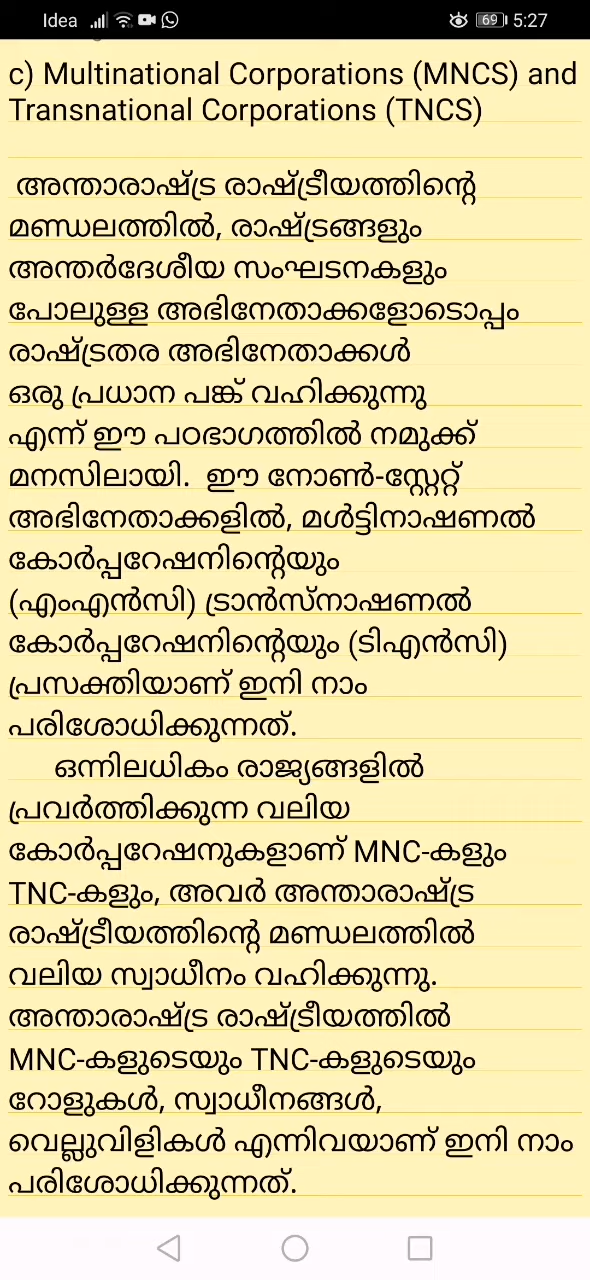 Idea 69 5:27
c) Multinational Corporations (MNCS) and
Transnational Corporations (TNCS)
അന്താരാഷ്ട്ര രാഷ്ട്രീയത്തിന്റെ
മണ്ഡലത്തിൽ, രാഷ്ട്രങ്ങളും
അന്തർദേശീയ സംഘടനകളും
പോലുള്ള അഭിനേതാക്കളോടൊപ്പം
രാഷ്ട്രതര അഭിനേതാക്കൾ
ഒരു പ്രധാന പങ്ക് വഹിക്കുന്നു
എന്ന് ഈ പഠഭാഗത്തിൽ നമുക്ക്
മനസിലായി. ഈ നോൺ-സ്റ്റേറ്റ്
അഭിനേതാക്കളിൽ, മൾട്ടിനാഷണൽ
കോർപ്പറേഷനിന്റെയും
(എംഎൻസി) ട്രാൻസ്നാഷണൽ
കോർപ്പറേഷനിന്റെയും (ടിഎൻസി)
പ്രസക്തിയാണ് ഇനി നാം
പരിശോധിക്കുന്നത്.
ഒന്നിലധികം രാജ്യങ്ങളിൽ
പ്രവർത്തിക്കുന്ന വലിയ
കോർപ്പറേഷനുകളാണ് MNC-കളും
TNC-കളും, അവർ അന്താരാഷ്ട്ര
രാഷ്ട്രീയത്തിന്റെ മണ്ഡലത്തിൽ
വലിയ സ്വാധീനം വഹിക്കുന്നു.
അന്താരാഷ്ട്ര രാഷ്ട്രീയത്തിൽ
MNC-കളുടെയും TNC-കളുടെയും
റോളുകൾ, സ്വാധീനങ്ങൾ,
വെല്ലുവിളികൾ എന്നിവയാണ് ഇനി നാം
പരിശോധിക്കുന്നത്.